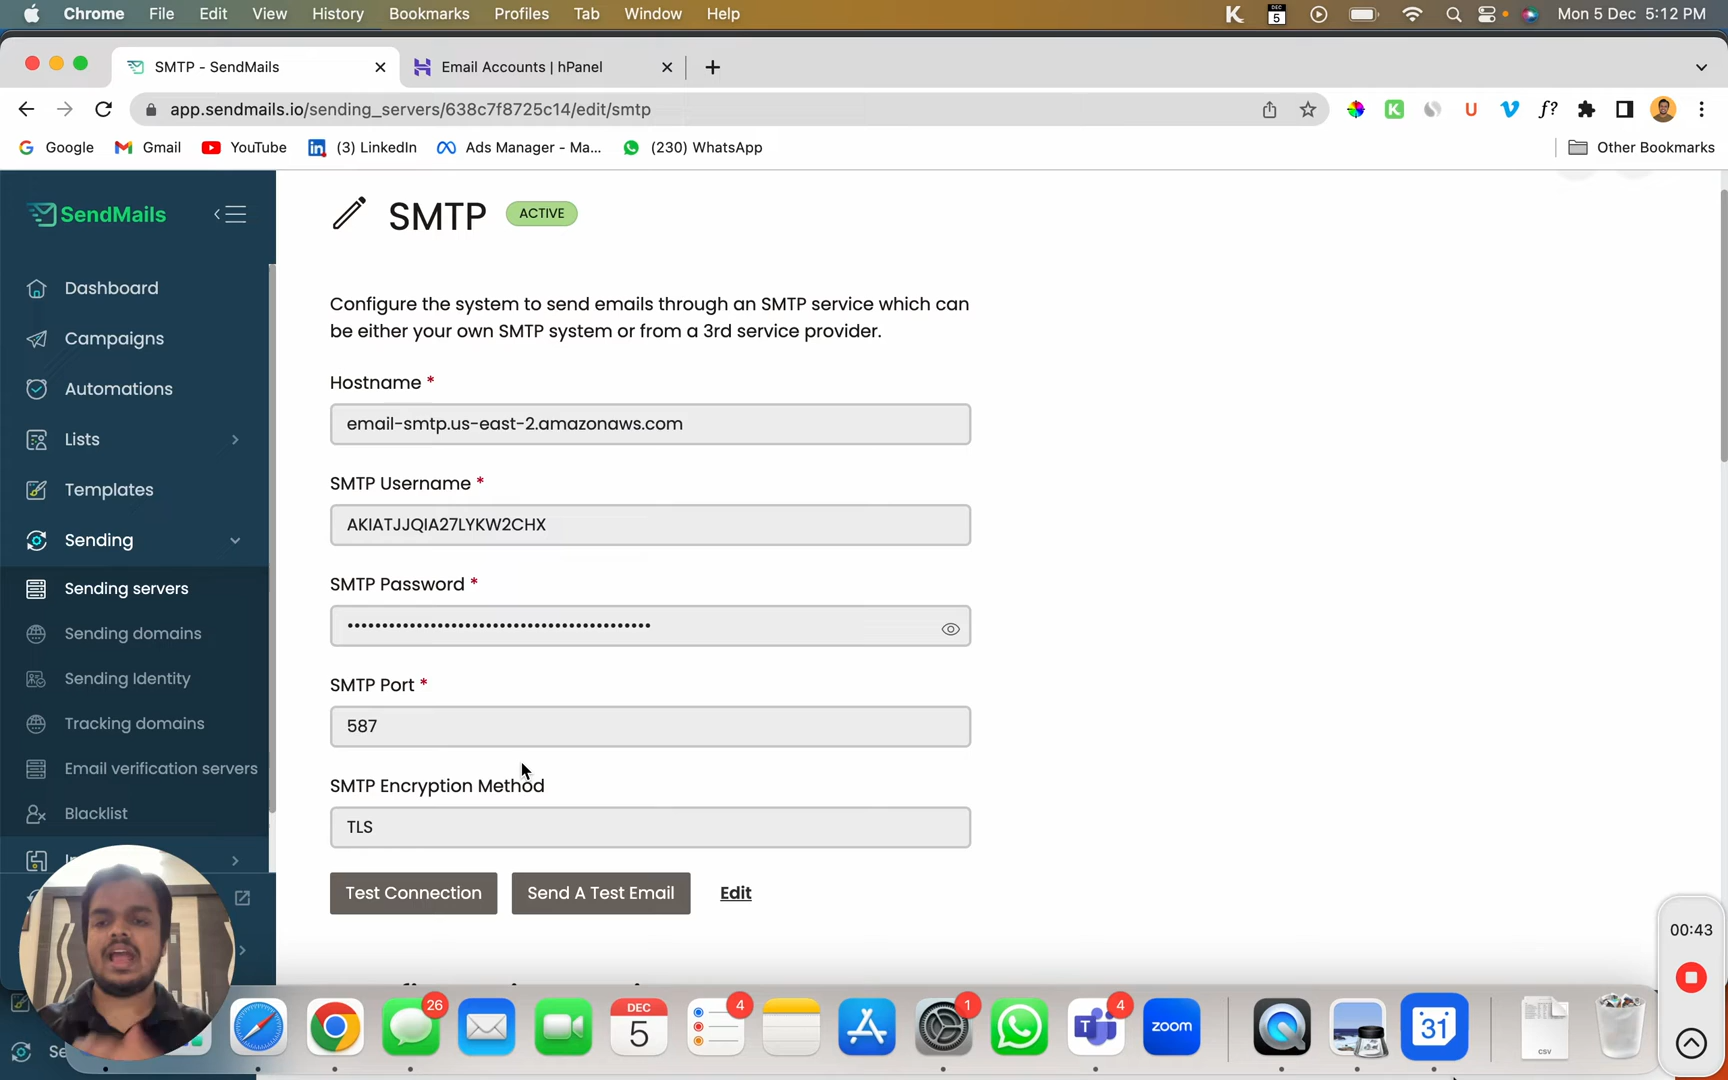 Chrome File Edit View History Bookmarks Profiles Tab Window Help
DEC 5
Mon 5 Dec 5:12 PM
SMTP - SendMails
Email Accounts | hPanel
app.sendmails.io/sending_servers/638c7f8725c14/edit/smtp
Google Gmail YouTube (3) LinkedIn Ads Manager - Ma... (230) WhatsApp Other Bookmarks
SendMails
Dashboard
Campaigns
Automations
Lists
Templates
Sending
Sending servers
Sending domains
Sending Identity
Tracking domains
Email verification servers
Blacklist
SMTP ACTIVE
Configure the system to send emails through an SMTP service which can
be either your own SMTP system or from a 3rd service provider.
Hostname *
email-smtp.us-east-2.amazonaws.com
SMTP Username *
AKIATJJQIA27LYKW2CHX
SMTP Password *
SMTP Port *
587
SMTP Encryption Method
TLS
Test Connection Send A Test Email Edit
00:43
26
DEC
5
4
1
4
zoom
31
CSV